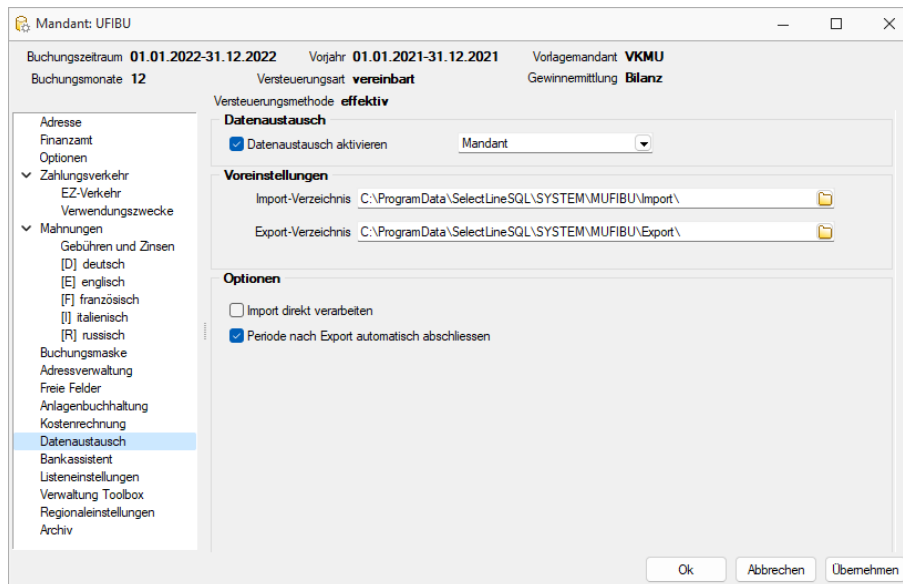 Mandant: UFIBU
Buchungszeitraum 01.01.2022-31.12.2022 Vorjahr 01.01.2021-31.12.2021 Vorlagemandant VKMU
Buchungsmonate 12 Versteuerungsart vereinbart Gewinnermittlung Bilanz
Versteuerungsmethode effektiv
Adresse
Finanzamt
Optionen
Zahlungsverkehr
EZ-Verkehr
Verwendungszwecke
Mahnungen
Gebühren und Zinsen
[D] deutsch
[E] englisch
[F] französisch
[I] italienisch
[R] russisch
Buchungsmaske
Adressverwaltung
Freie Felder
Anlagenbuchhaltung
Kostenrechnung
Datenaustausch
Bankassistent
Listeneinstellungen
Verwaltung Toolbox
Regionaleinstellungen
Archiv
Datenaustausch
Datenaustausch aktivieren Mandant
Voreinstellungen
Import-Verzeichnis C:\ProgramData\SelectLineSQL\SYSTEM\MUFIBU\Import\
Export-Verzeichnis C:\ProgramData\SelectLineSQL\SYSTEM\MUFIBU\Export\
Optionen
Import direkt verarbeiten
Periode nach Export automatisch abschliessen
Ok Abbrechen Übernehmen